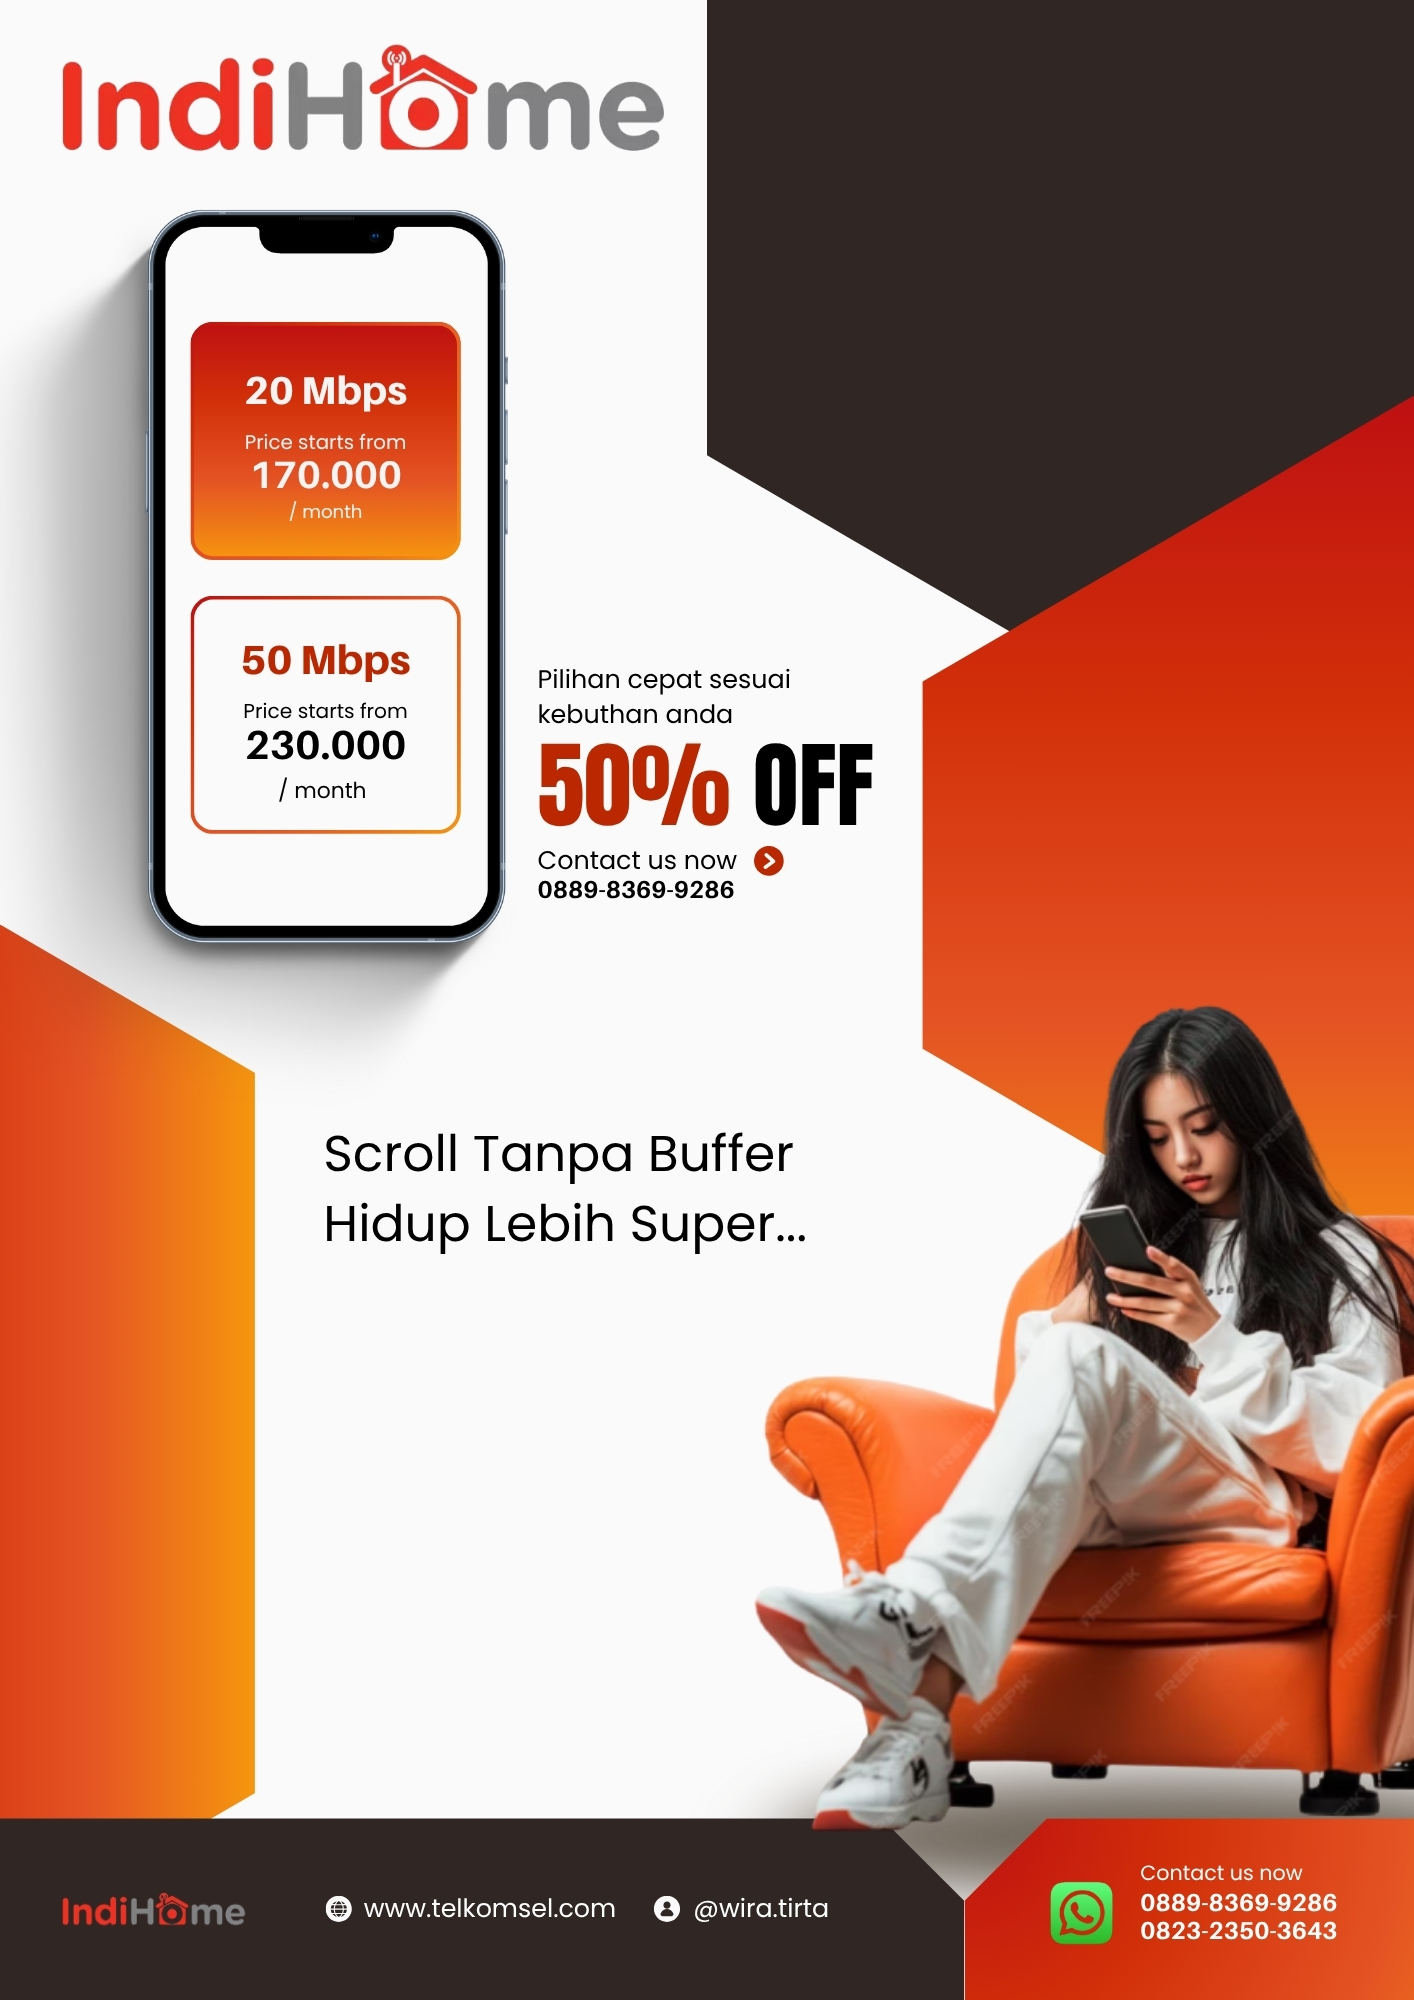 IndiHome
20 Mbps
Price starts from
170.000
/ month
50 Mbps
Price starts from
230.000
/ month
Pilihan cepat sesuai
kebuthan anda
50% OFF
Contact us now
0889-8369-9286
Scroll Tanpa Buffer
Hidup Lebih Super...
IndiHome
www.telkomsel.com
@wira.tirta
Contact us now
0889-8369-9286
0823-2350-3643
FREEPIK